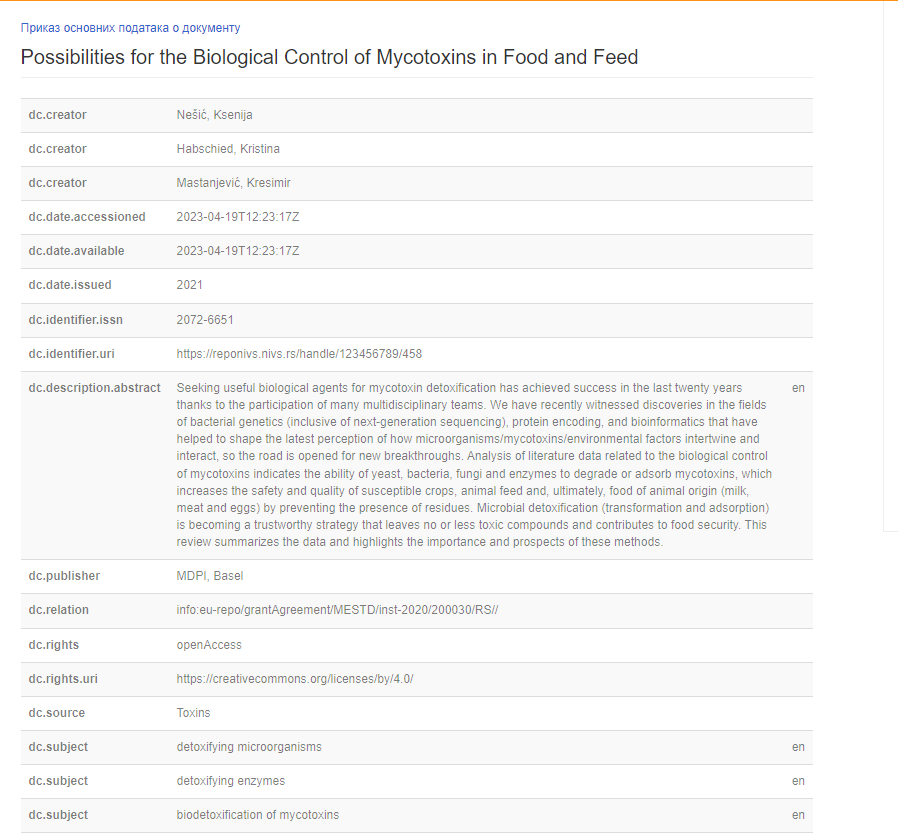 Приказ основних података о документу
Possibilities for the Biological Control of Mycotoxins in Food and Feed
dc.creator Nešić, Ksenija
dc.creator Habschied, Kristina
dc.creator Mastanjević, Kresimir
dc.date.accessioned 2023-04-19T12:23:17Z
dc.date.available 2023-04-19T12:23:17Z
dc.date.issued 2021
dc.identifier.issn 2072-6651
dc.identifier.uri https://reponivs.nivs.rs/handle/123456789/458
dc.description.abstract Seeking useful biological agents for mycotoxin detoxification has achieved success in the last twenty years en
thanks to the participation of many multidisciplinary teams. We have recently witnessed discoveries in the fields
of bacterial genetics (inclusive of next-generation sequencing), protein encoding, and bioinformatics that have
helped to shape the latest perception of how microorganisms/mycotoxins/environmental factors intertwine and
interact, so the road is opened for new breakthroughs. Analysis of literature data related to the biological control
of mycotoxins indicates the ability of yeast, bacteria, fungi and enzymes to degrade or adsorb mycotoxins, which
increases the safety and quality of susceptible crops, animal feed and, ultimately, food of animal origin (milk,
meat and eggs) by preventing the presence of residues. Microbial detoxification (transformation and adsorption)
is becoming a trustworthy strategy that leaves no or less toxic compounds and contributes to food security. This
review summarizes the data and highlights the importance and prospects of these methods.
dc.publisher MDPI, Basel
dc.relation info:eu-repo/grantAgreement/MESTD/inst-2020/200030/RS//
dc.rights openAccess
dc.rights.uri https://creativecommons.org/licenses/by/4.0/
dc.source Toxins
dc.subject detoxifying microorganisms en
dc.subject detoxifying enzymes en
dc.subject biodetoxification of mycotoxins en